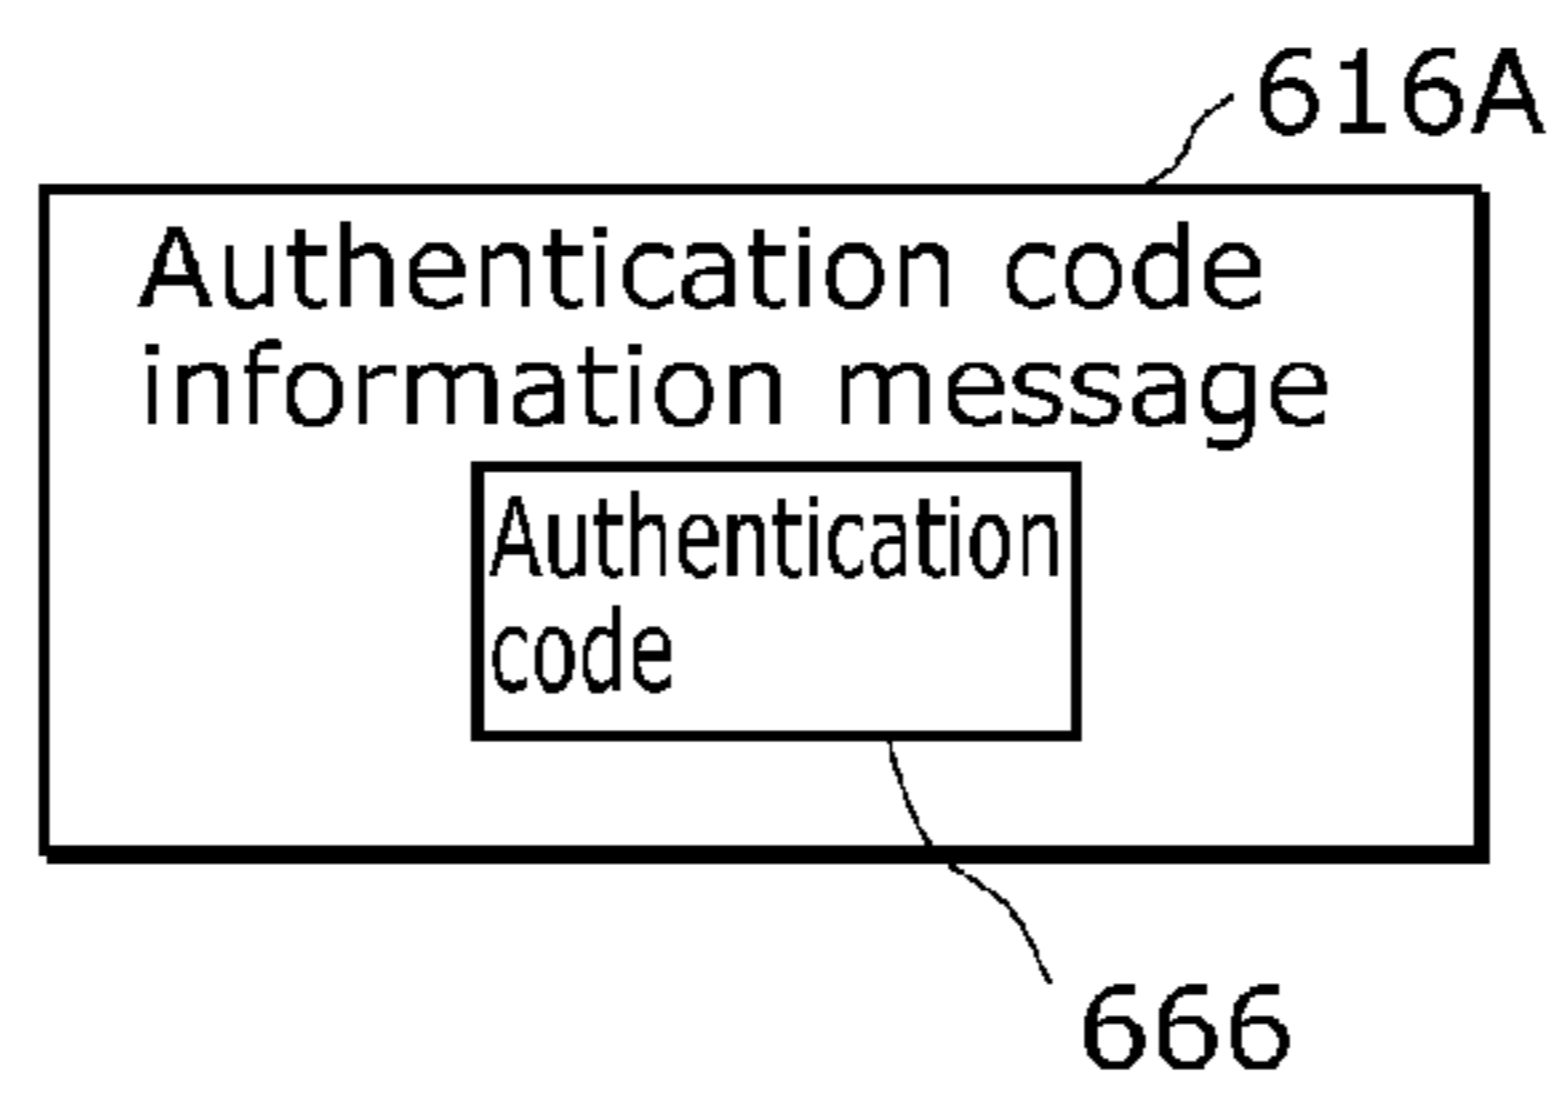 616A
Authentication code
information message
Authentication
code
666